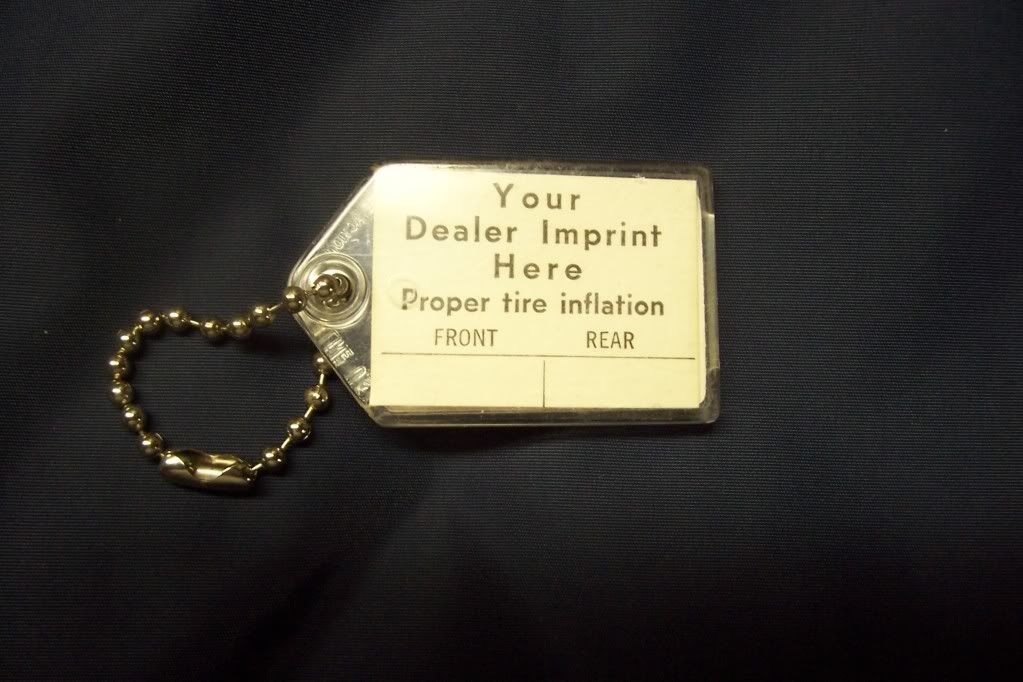 Your
Dealer Imprint
Here
Proper tire inflation
FRONT REAR